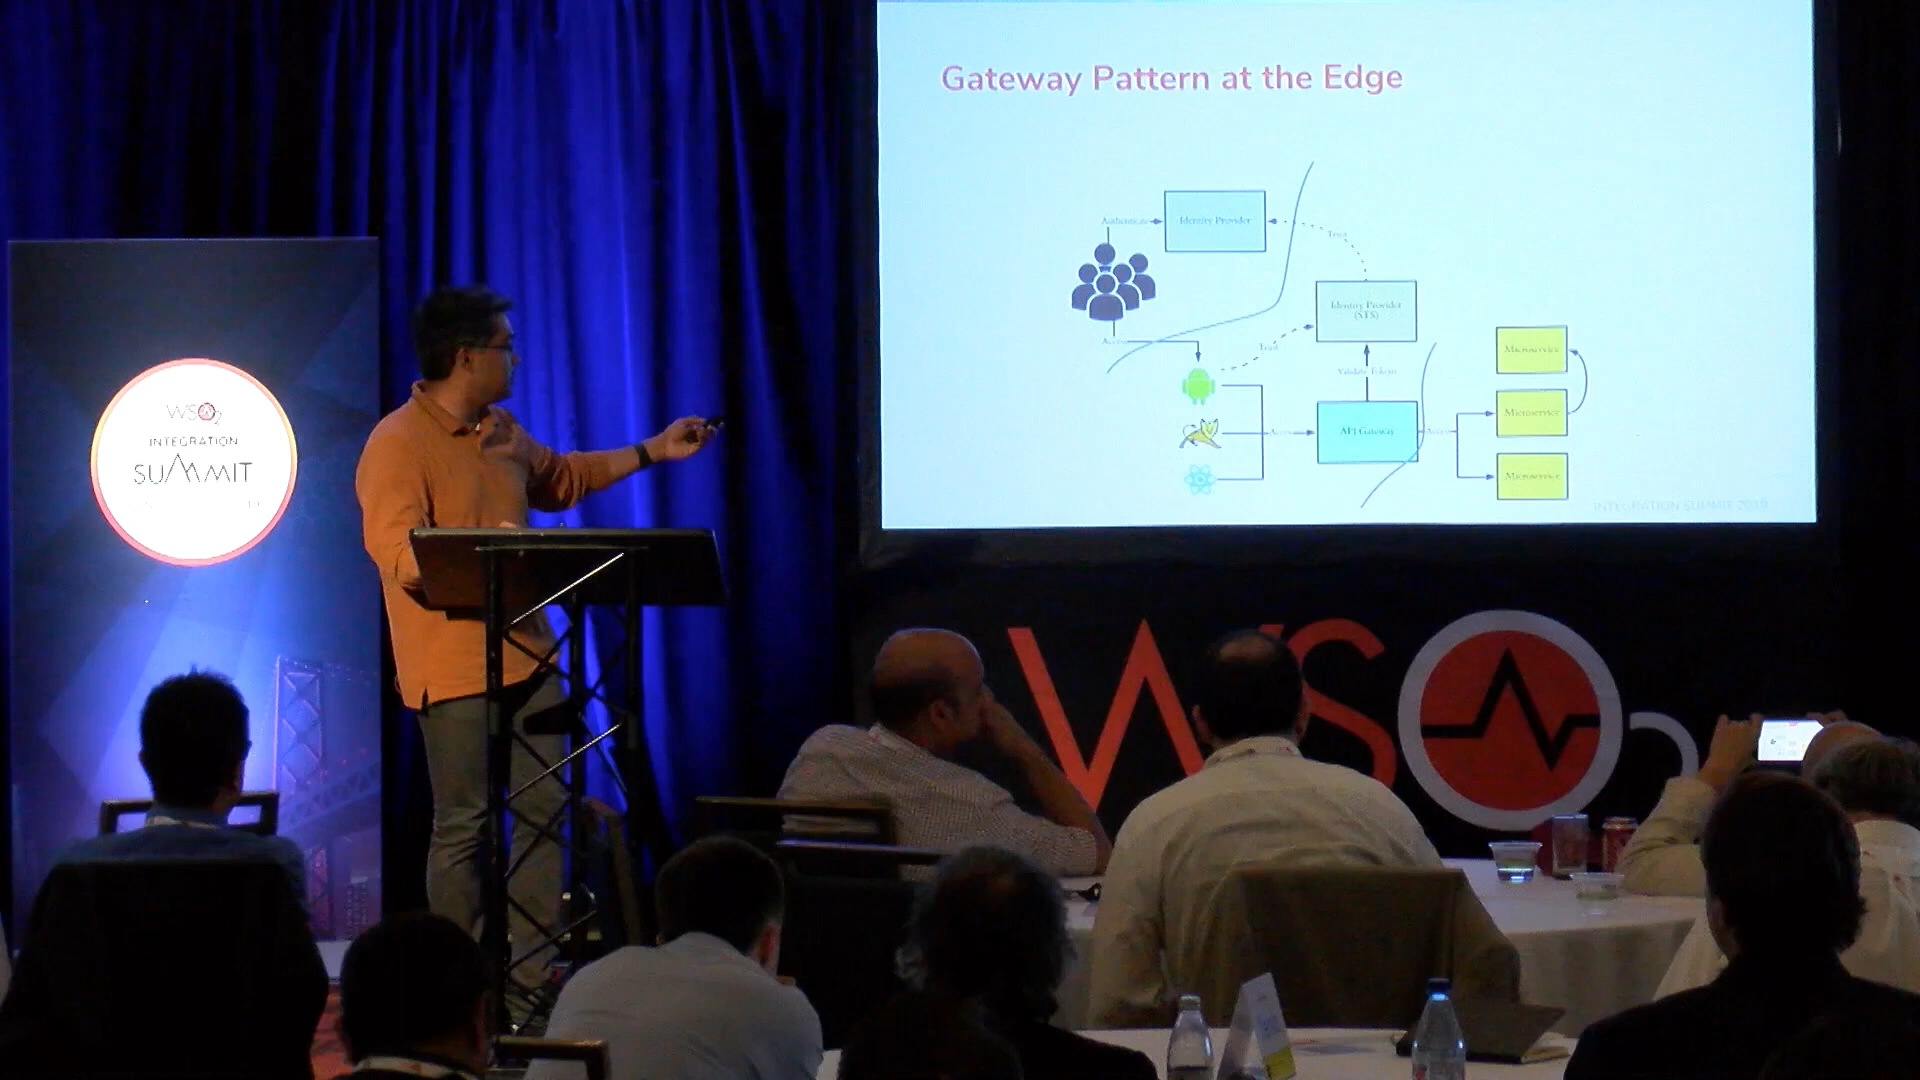 Gateway Pattern at the Edge
Authenticate
Identity Provider
Trust
Identity Provider
(STS)
Access
Trust
Validate Token
Microservice
Microservice
Access
API Gateway
Access
Microservice
INTEGRATION SUMMIT 2019
WSO2
INTEGRATION
SUMMIT
WSO2